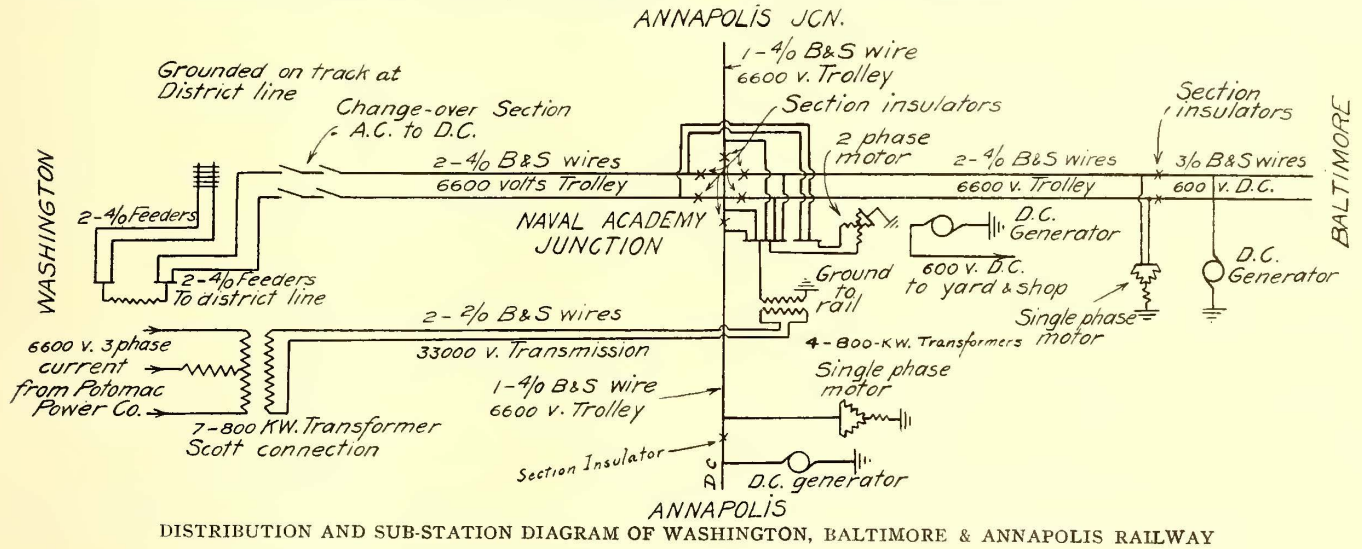 ANNAPOLIS JCN.
1-4/0 B&S wire
6600 v. Trolley
Grounded on track at
District line
Change-over Section
A.C. to D.C.
Section insulators
2 phase
motor
Section
insulators
2-4/0 B&S wires
6600 volts Trolley
2-4/0 B&S wires
6600 v. Trolley
3/0 B&S wires
600 v. D.C.
WASHINGTON
BALTIMORE
2-4/0 Feeders
NAVAL ACADEMY
JUNCTION
D.C.
Generator
600 v. D.C.
to yard & shop
D.C.
Generator
2-4/0 Feeders
To district line
Ground
to
rail
Single phase
motor
2-2/0 B&S wires
33000 v. Transmission
4-800-KW. Transformers
6600 v. 3 phase
current
from Potomac
Power Co.
Single phase
motor
1-4/0 B&S wire
6600 v. Trolley
7-800 KW. Transformer
Scott connection
Section Insulator
D C
D.C. generator
ANNAPOLIS
DISTRIBUTION AND SUB-STATION DIAGRAM OF WASHINGTON, BALTIMORE & ANNAPOLIS RAILWAY